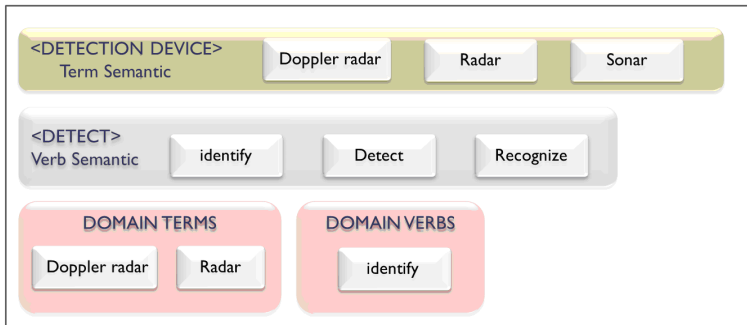 <DETECTION DEVICE>
Term Semantic
Doppler radar
Radar
Sonar
<DETECT>
Verb Semantic
identify
Detect
Recognize
DOMAIN TERMS
Doppler radar
Radar
DOMAIN VERBS
identify